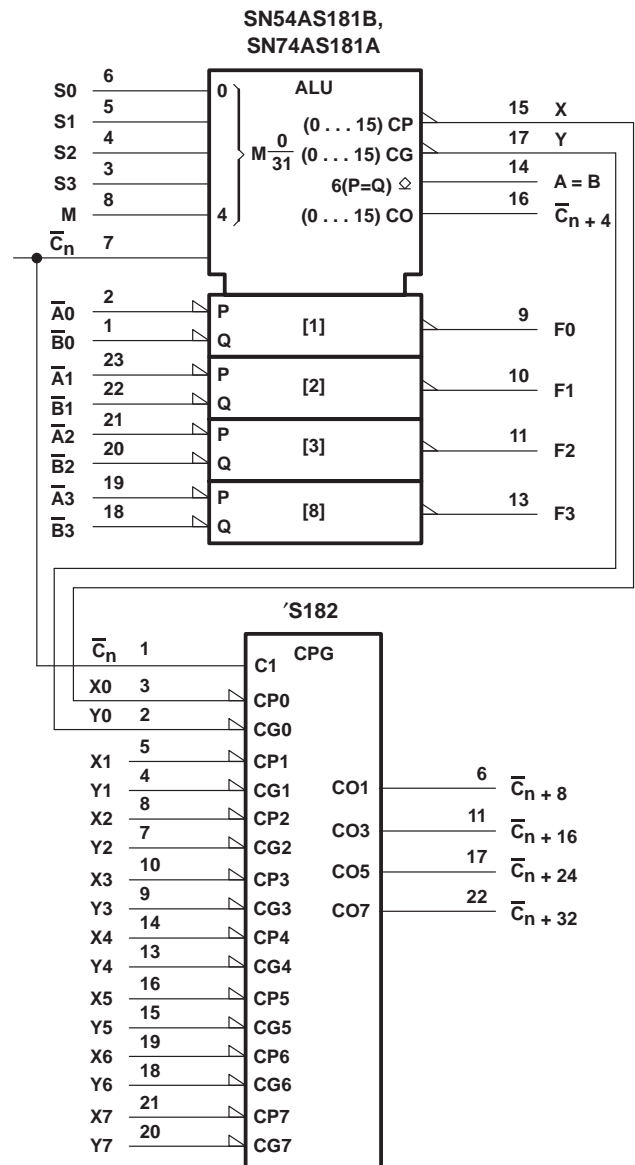 SN54AS181B,
SN74AS181A
ALU
S0 6 0
S1 5
S2 4
S3 3
M 8 4
C̅n 7
M 0/31
(0 . . . 15) CP 15 X
(0 . . . 15) CG 17 Y
6(P=Q) ⎐ 14 A = B
(0 . . . 15) CO 16 C̅n + 4
A̅0 2 P
B̅0 1 Q
[1] 9 F0
A̅1 23 P
B̅1 22 Q
[2] 10 F1
A̅2 21 P
B̅2 20 Q
[3] 11 F2
A̅3 19 P
B̅3 18 Q
[8] 13 F3
′S182
CPG
C̅n 1 C1
X0 3 CP0
Y0 2 CG0
X1 5 CP1
Y1 4 CG1 CO1 6 C̅n + 8
X2 8 CP2
Y2 7 CG2 CO3 11 C̅n + 16
X3 10 CP3 CO5 17 C̅n + 24
Y3 9 CG3 CO7 22 C̅n + 32
X4 14 CP4
Y4 13 CG4
X5 16 CP5
Y5 15 CG5
X6 19 CP6
Y6 18 CG6
X7 21 CP7
Y7 20 CG7